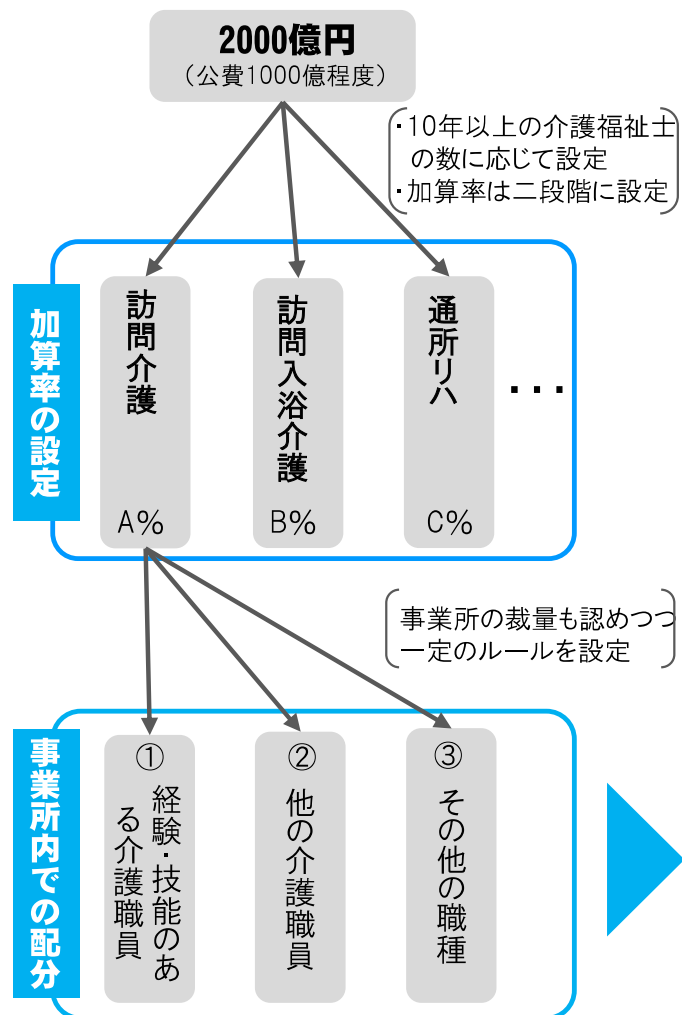 2000億円
（公費1000億程度）
・10年以上の介護福祉士
の数に応じて設定
・加算率は二段階に設定
加算率の設定
訪問介護
A%
訪問入浴介護
B%
通所リハ
C%
・・・
事業所の裁量も認めつつ
一定のルールを設定
事業所内での配分
①
経験・技能のあ
る介護職員
②
他の介護職員
③
その他の職種